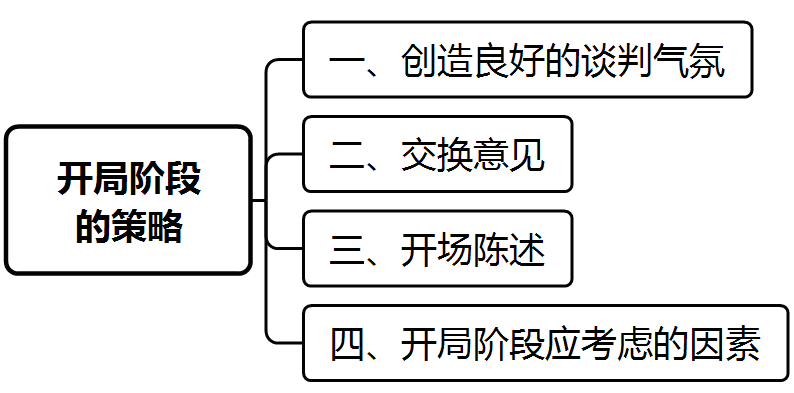 开局阶段
的策略
一、创造良好的谈判气氛
二、交换意见
三、开场陈述
四、开局阶段应考虑的因素